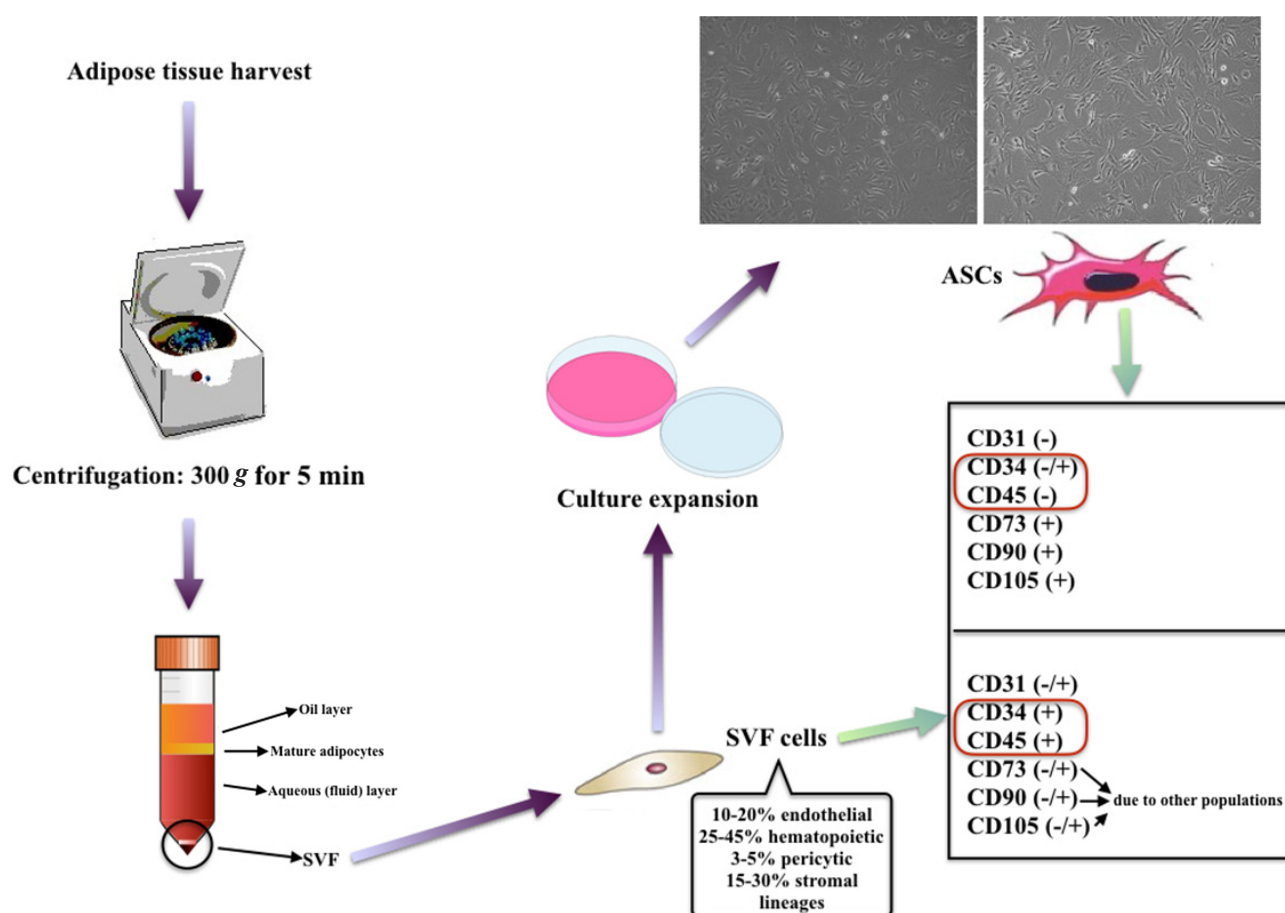 Adipose tissue harvest
Centrifugation: 300 g for 5 min
Oil layer
Mature adipocytes
Aqueous (fluid) layer
SVF
SVF cells
10-20% endothelial
25-45% hematopoietic
3-5% pericytic
15-30% stromal
lineages
Culture expansion
ASCs
CD31 (-)
CD34 (-/+)
CD45 (-)
CD73 (+)
CD90 (+)
CD105 (+)
CD31 (-/+)
CD34 (+)
CD45 (+)
CD73 (-/+)
CD90 (-/+)
due to other populations
CD105 (-/+)